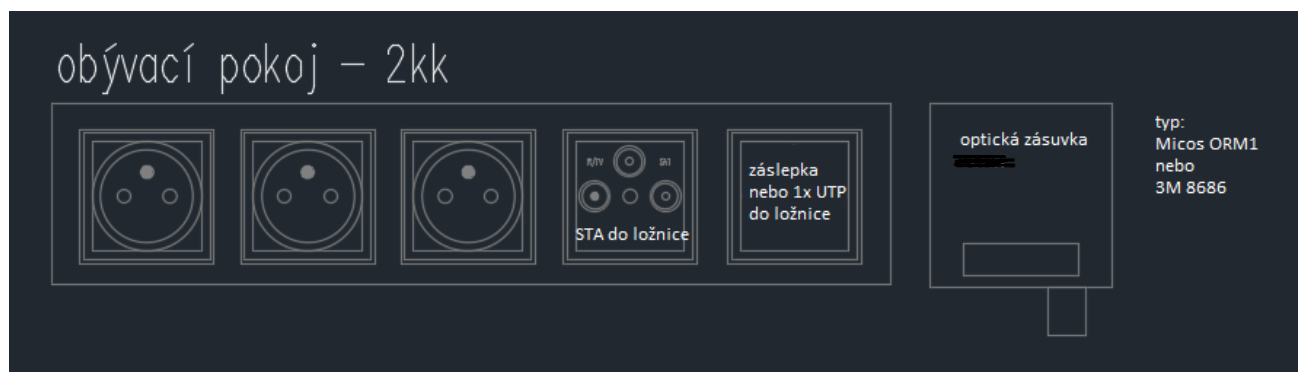 obývací pokoj – 2kk
R/TV
SAT
STA do ložnice
záslepka
nebo 1x UTP
do ložnice
optická zásuvka
typ:
Micos ORM1
nebo
3M 8686